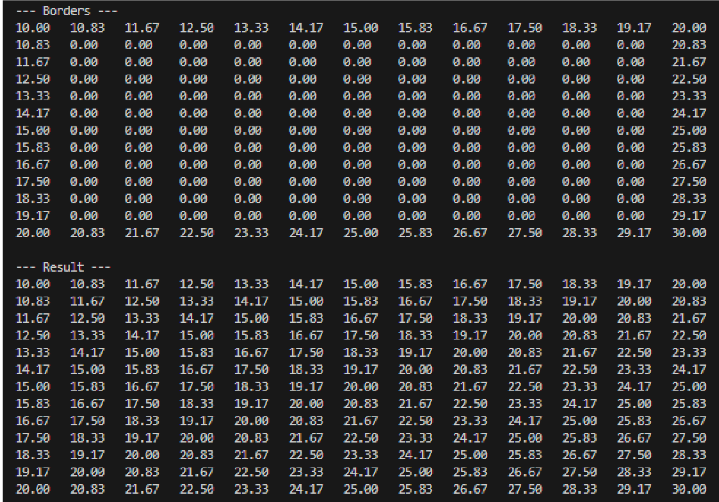 --- Borders ---
10.00 10.83 11.67 12.50 13.33 14.17 15.00 15.83 16.67 17.50 18.33 19.17 20.00
10.83 0.00 0.00 0.00 0.00 0.00 0.00 0.00 0.00 0.00 0.00 0.00 20.83
11.67 0.00 0.00 0.00 0.00 0.00 0.00 0.00 0.00 0.00 0.00 0.00 21.67
12.50 0.00 0.00 0.00 0.00 0.00 0.00 0.00 0.00 0.00 0.00 0.00 22.50
13.33 0.00 0.00 0.00 0.00 0.00 0.00 0.00 0.00 0.00 0.00 0.00 23.33
14.17 0.00 0.00 0.00 0.00 0.00 0.00 0.00 0.00 0.00 0.00 0.00 24.17
15.00 0.00 0.00 0.00 0.00 0.00 0.00 0.00 0.00 0.00 0.00 0.00 25.00
15.83 0.00 0.00 0.00 0.00 0.00 0.00 0.00 0.00 0.00 0.00 0.00 25.83
16.67 0.00 0.00 0.00 0.00 0.00 0.00 0.00 0.00 0.00 0.00 0.00 26.67
17.50 0.00 0.00 0.00 0.00 0.00 0.00 0.00 0.00 0.00 0.00 0.00 27.50
18.33 0.00 0.00 0.00 0.00 0.00 0.00 0.00 0.00 0.00 0.00 0.00 28.33
19.17 0.00 0.00 0.00 0.00 0.00 0.00 0.00 0.00 0.00 0.00 0.00 29.17
20.00 20.83 21.67 22.50 23.33 24.17 25.00 25.83 26.67 27.50 28.33 29.17 30.00
--- Result ---
10.00 10.83 11.67 12.50 13.33 14.17 15.00 15.83 16.67 17.50 18.33 19.17 20.00
10.83 11.67 12.50 13.33 14.17 15.00 15.83 16.67 17.50 18.33 19.17 20.00 20.83
11.67 12.50 13.33 14.17 15.00 15.83 16.67 17.50 18.33 19.17 20.00 20.83 21.67
12.50 13.33 14.17 15.00 15.83 16.67 17.50 18.33 19.17 20.00 20.83 21.67 22.50
13.33 14.17 15.00 15.83 16.67 17.50 18.33 19.17 20.00 20.83 21.67 22.50 23.33
14.17 15.00 15.83 16.67 17.50 18.33 19.17 20.00 20.83 21.67 22.50 23.33 24.17
15.00 15.83 16.67 17.50 18.33 19.17 20.00 20.83 21.67 22.50 23.33 24.17 25.00
15.83 16.67 17.50 18.33 19.17 20.00 20.83 21.67 22.50 23.33 24.17 25.00 25.83
16.67 17.50 18.33 19.17 20.00 20.83 21.67 22.50 23.33 24.17 25.00 25.83 26.67
17.50 18.33 19.17 20.00 20.83 21.67 22.50 23.33 24.17 25.00 25.83 26.67 27.50
18.33 19.17 20.00 20.83 21.67 22.50 23.33 24.17 25.00 25.83 26.67 27.50 28.33
19.17 20.00 20.83 21.67 22.50 23.33 24.17 25.00 25.83 26.67 27.50 28.33 29.17
20.00 20.83 21.67 22.50 23.33 24.17 25.00 25.83 26.67 27.50 28.33 29.17 30.00